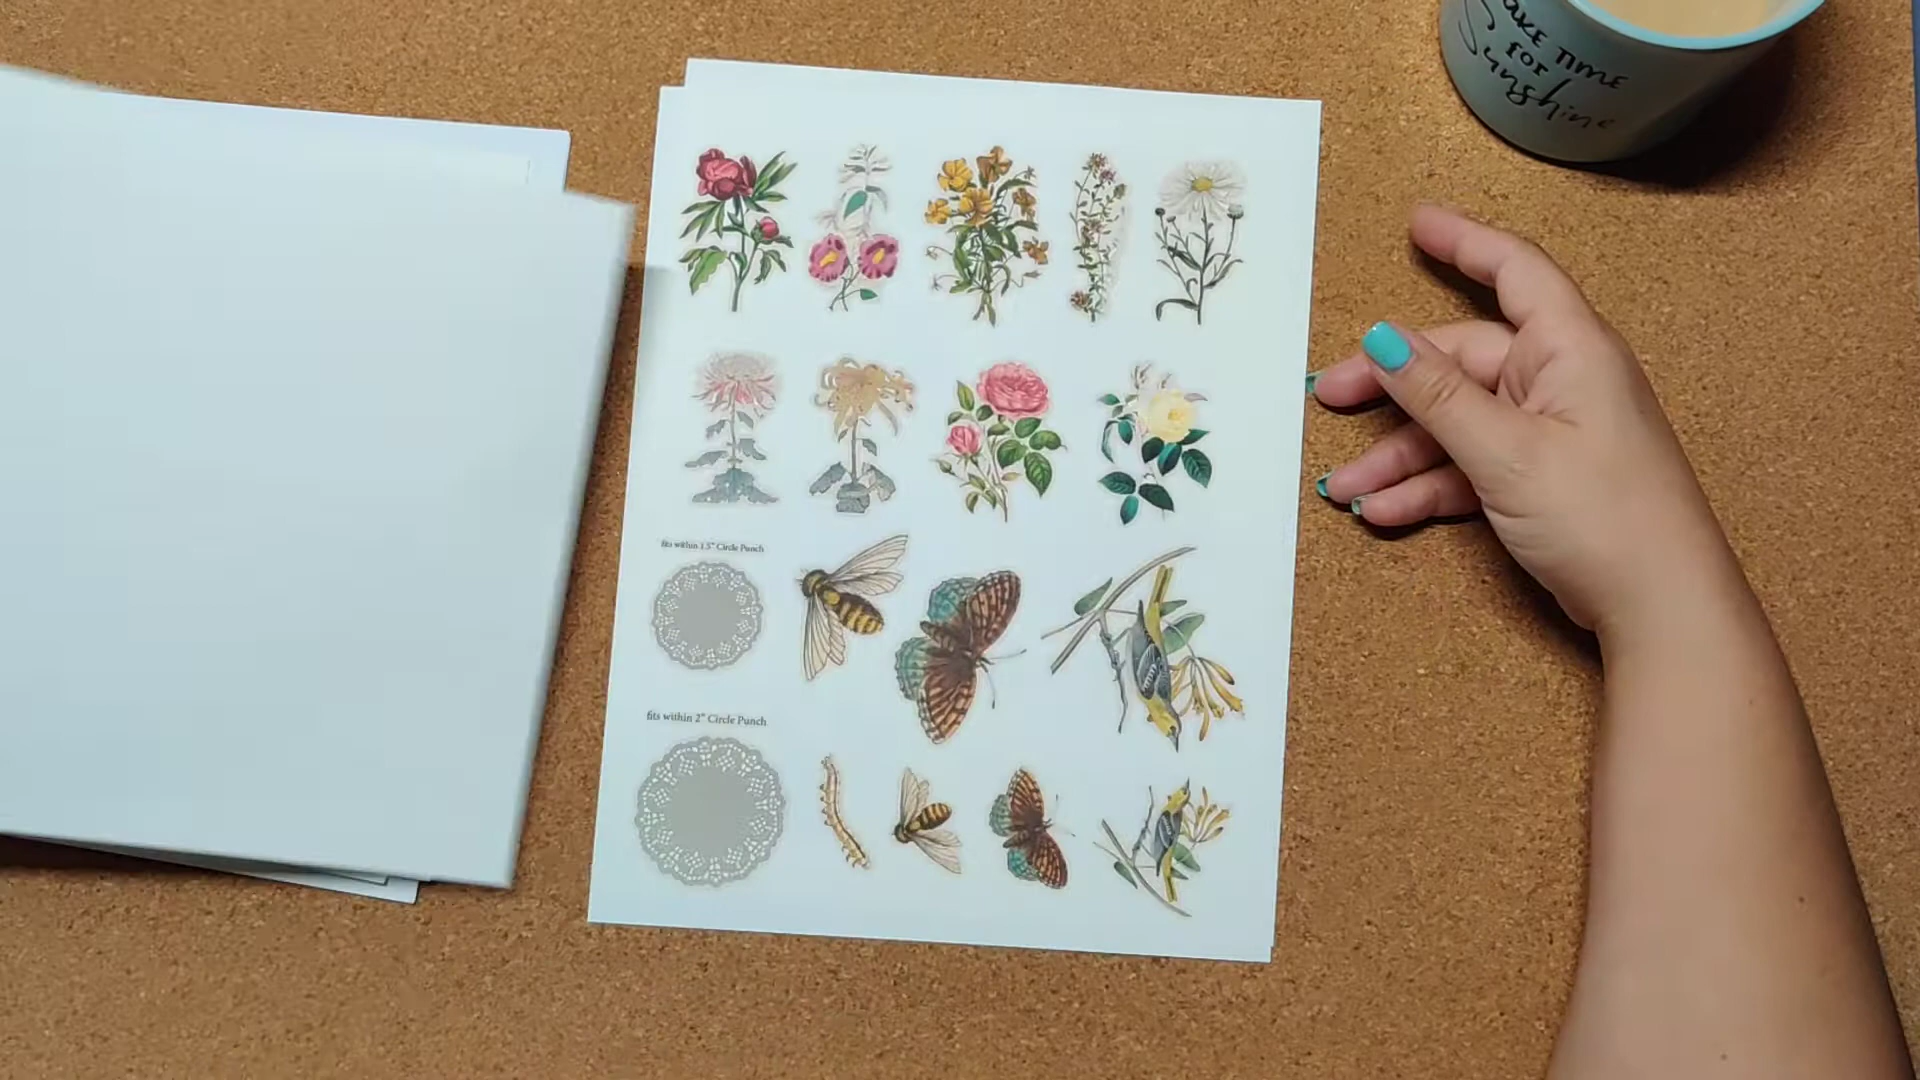 TAKE TIME
FOR
Sunshine
fits within 1.5" Circle Punch
fits within 2" Circle Punch